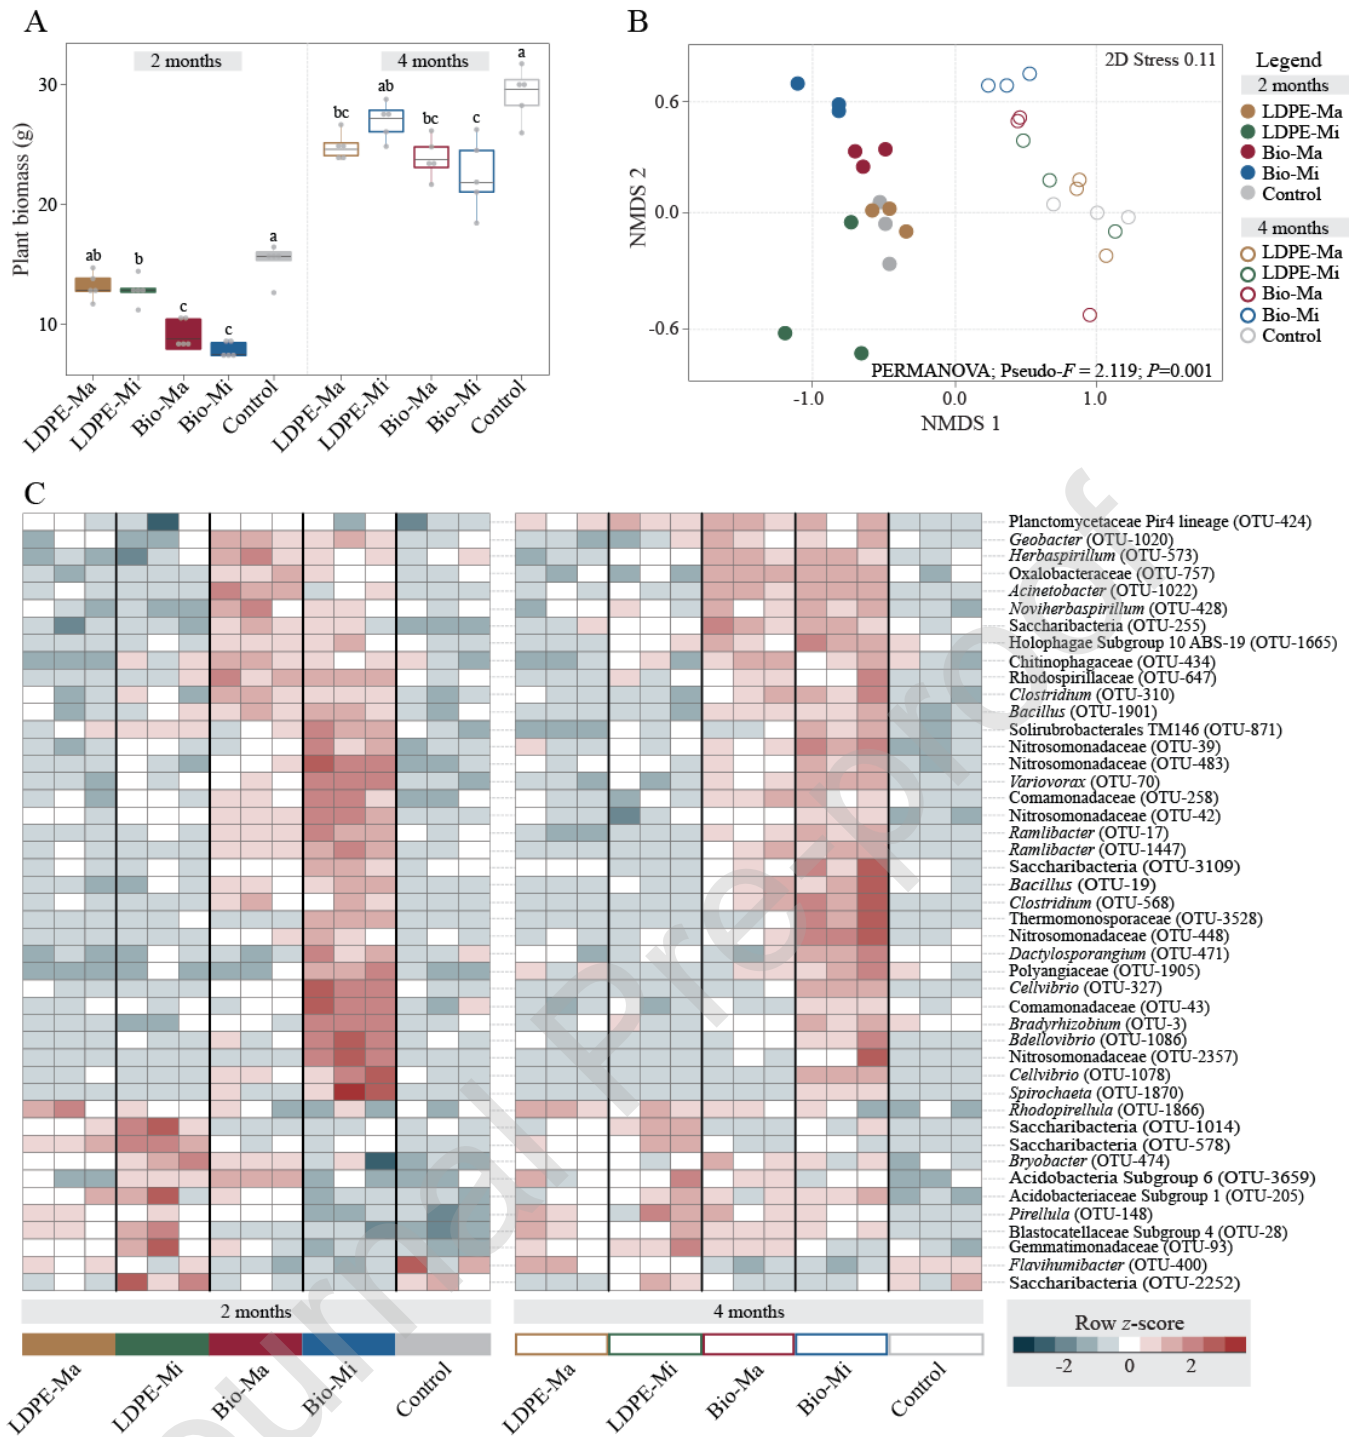 A
B
2 months
4 months
Plant biomass (g)
30
20
10
ab
b
c
c
a
bc
ab
bc
c
a
LDPE-Ma
LDPE-Mi
Bio-Ma
Bio-Mi
Control
LDPE-Ma
LDPE-Mi
Bio-Ma
Bio-Mi
Control
2D Stress 0.11
NMDS 2
0.6
0.0
-0.6
PERMANOVA; Pseudo-F = 2.119; P=0.001
-1.0
0.0
1.0
NMDS 1
Legend
2 months
LDPE-Ma
LDPE-Mi
Bio-Ma
Bio-Mi
Control
4 months
LDPE-Ma
LDPE-Mi
Bio-Ma
Bio-Mi
Control
C
Planctomycetaceae Pir4 lineage (OTU-424)
Geobacter (OTU-1020)
Herbaspirillum (OTU-573)
Oxalobacteraceae (OTU-757)
Acinetobacter (OTU-1022)
Noviherbaspirillum (OTU-428)
Saccharibacteria (OTU-255)
Holophagae Subgroup 10 ABS-19 (OTU-1665)
Chitinophagaceae (OTU-434)
Rhodospirillaceae (OTU-647)
Clostridium (OTU-310)
Bacillus (OTU-1901)
Solirubrobacterales TM146 (OTU-871)
Nitrosomonadaceae (OTU-39)
Nitrosomonadaceae (OTU-483)
Variovorax (OTU-70)
Comamonadaceae (OTU-258)
Nitrosomonadaceae (OTU-42)
Ramlibacter (OTU-17)
Ramlibacter (OTU-1447)
Saccharibacteria (OTU-3109)
Bacillus (OTU-19)
Clostridium (OTU-568)
Thermomonosporaceae (OTU-3528)
Nitrosomonadaceae (OTU-448)
Dactylosporangium (OTU-471)
Polyangiaceae (OTU-1905)
Cellvibrio (OTU-327)
Comamonadaceae (OTU-43)
Bradyrhizobium (OTU-3)
Bdellovibrio (OTU-1086)
Nitrosomonadaceae (OTU-2357)
Cellvibrio (OTU-1078)
Spirochaeta (OTU-1870)
Rhodopirellula (OTU-1866)
Saccharibacteria (OTU-1014)
Saccharibacteria (OTU-578)
Bryobacter (OTU-474)
Acidobacteria Subgroup 6 (OTU-3659)
Acidobacteriaceae Subgroup 1 (OTU-205)
Pirellula (OTU-148)
Blastocatellaceae Subgroup 4 (OTU-28)
Gemmatimonadaceae (OTU-93)
Flavihumibacter (OTU-400)
Saccharibacteria (OTU-2252)
2 months
4 months
LDPE-Ma
LDPE-Mi
Bio-Ma
Bio-Mi
Control
LDPE-Ma
LDPE-Mi
Bio-Ma
Bio-Mi
Control
Row z-score
-2
0
2
Journal Pre-proof